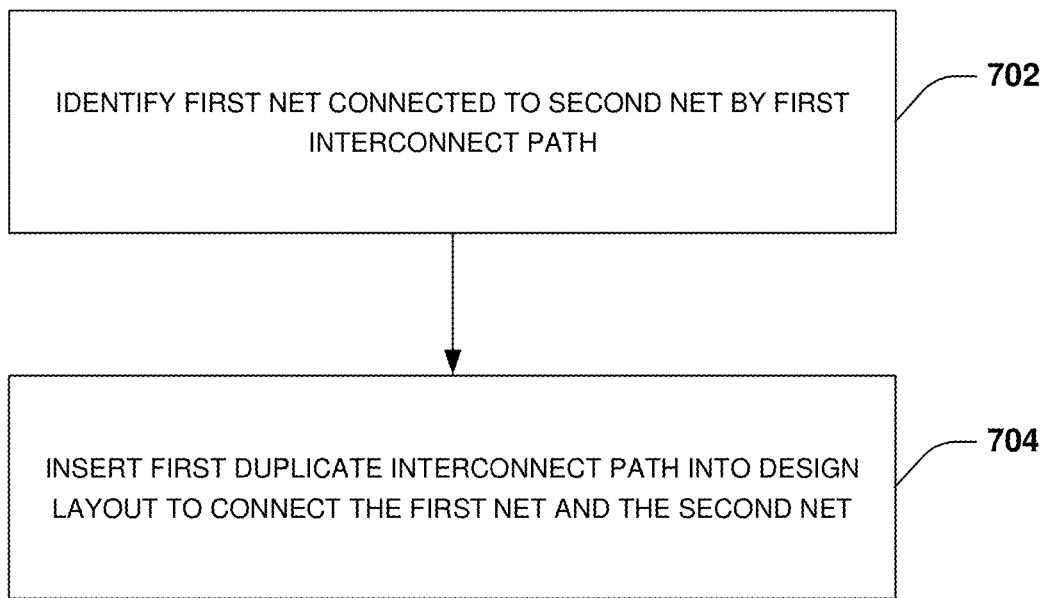 IDENTIFY FIRST NET CONNECTED TO SECOND NET BY FIRST
INTERCONNECT PATH
702
INSERT FIRST DUPLICATE INTERCONNECT PATH INTO DESIGN
LAYOUT TO CONNECT THE FIRST NET AND THE SECOND NET
704